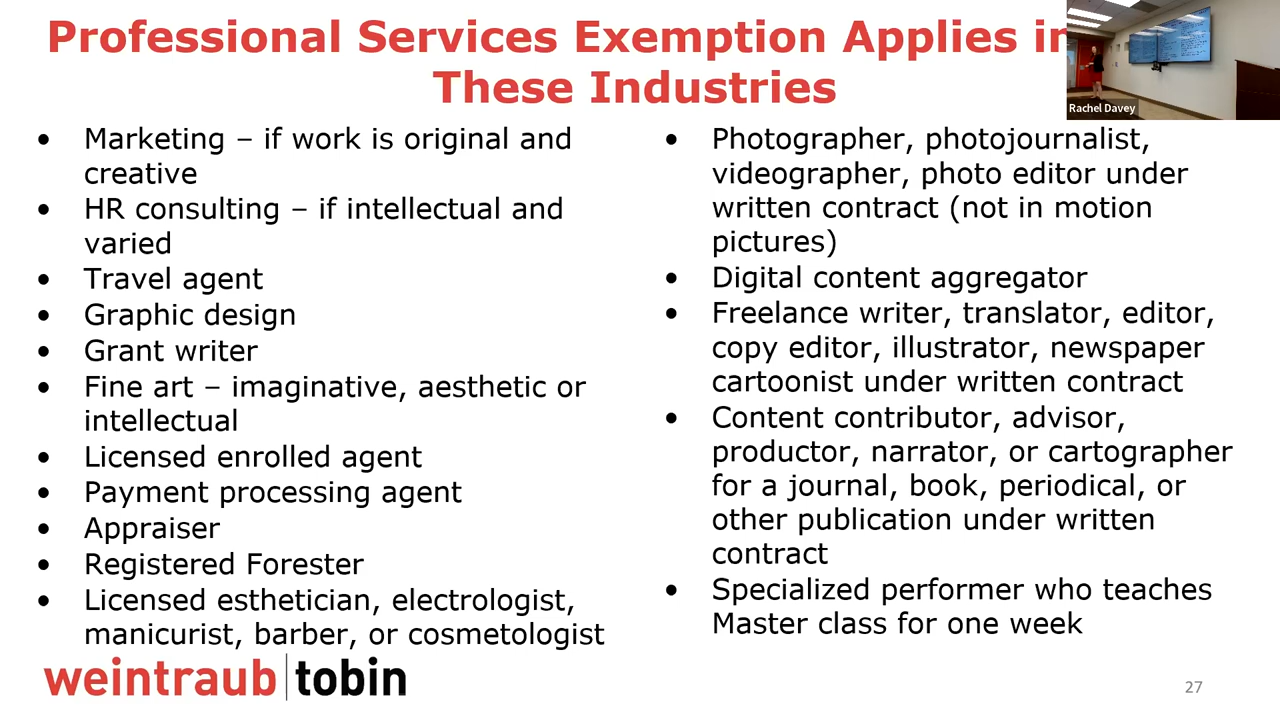 Professional Services Exemption Applies in
These Industries
Rachel Davey
• Marketing – if work is original and
creative
• HR consulting – if intellectual and
varied
• Travel agent
• Graphic design
• Grant writer
• Fine art – imaginative, aesthetic or
intellectual
• Licensed enrolled agent
• Payment processing agent
• Appraiser
• Registered Forester
• Licensed esthetician, electrologist,
manicurist, barber, or cosmetologist
• Photographer, photojournalist,
videographer, photo editor under
written contract (not in motion
pictures)
• Digital content aggregator
• Freelance writer, translator, editor,
copy editor, illustrator, newspaper
cartoonist under written contract
• Content contributor, advisor,
productor, narrator, or cartographer
for a journal, book, periodical, or
other publication under written
contract
• Specialized performer who teaches
Master class for one week
weintraub|tobin
27